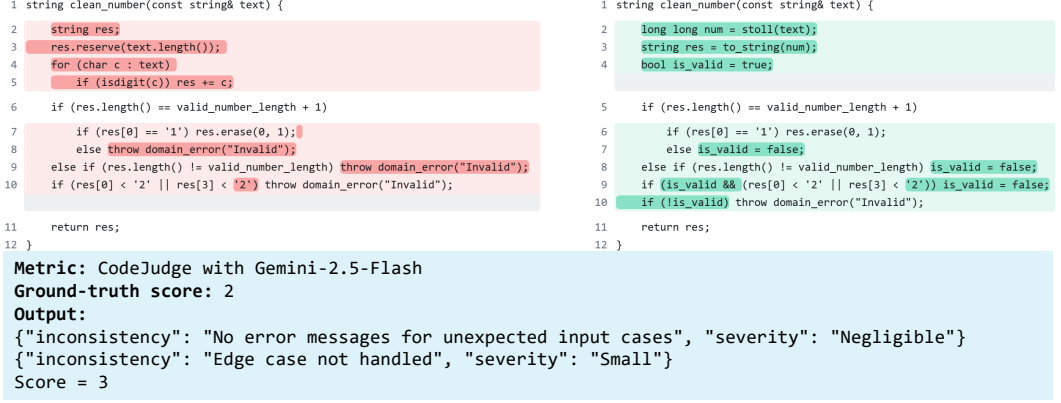 1 string clean_number(const string& text) {
2 string res;
3 res.reserve(text.length());
4 for (char c : text)
5 if (isdigit(c)) res += c;
6 if (res.length() == valid_number_length + 1)
7 if (res[0] == '1') res.erase(0, 1);
8 else throw domain_error("Invalid");
9 else if (res.length() != valid_number_length) throw domain_error("Invalid");
10 if (res[0] < '2' || res[3] < '2') throw domain_error("Invalid");
11 return res;
12 }
1 string clean_number(const string& text) {
2 long long num = stoll(text);
3 string res = to_string(num);
4 bool is_valid = true;
5 if (res.length() == valid_number_length + 1)
6 if (res[0] == '1') res.erase(0, 1);
7 else is_valid = false;
8 else if (res.length() != valid_number_length) is_valid = false;
9 if (is_valid && (res[0] < '2' || res[3] < '2')) is_valid = false;
10 if (!is_valid) throw domain_error("Invalid");
11 return res;
12 }
Metric: CodeJudge with Gemini-2.5-Flash
Ground-truth score: 2
Output:
{"inconsistency": "No error messages for unexpected input cases", "severity": "Negligible"}
{"inconsistency": "Edge case not handled", "severity": "Small"}
Score = 3